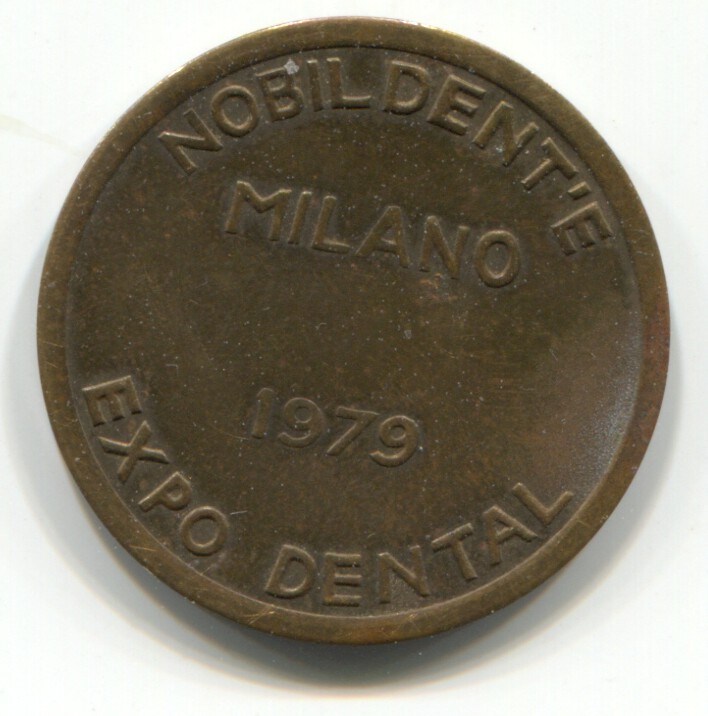 NOBILDENT'E
MILANO
1979
EXPO DENTAL